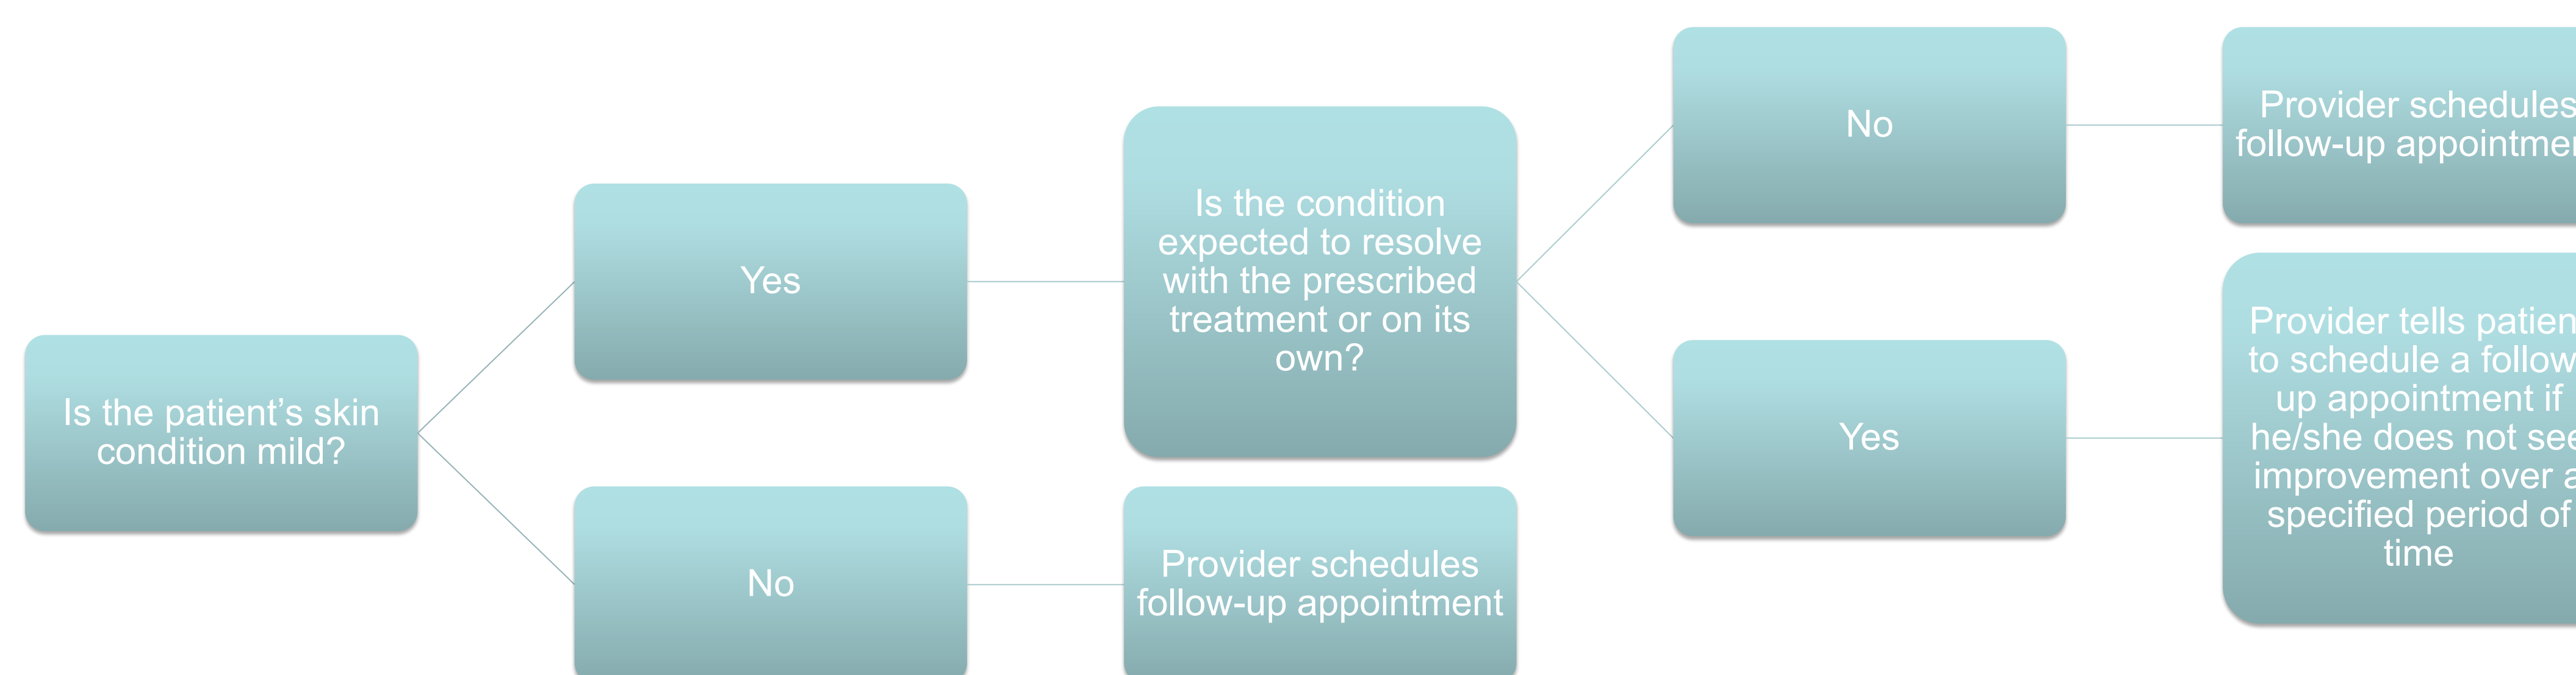 Is the patient’s skin
condition mild?
Yes
No
Is the condition
expected to resolve
with the prescribed
treatment or on its
own?
Provider schedules
follow-up appointment
No
Yes
Provider schedules
follow-up appointmen
Provider tells patien
to schedule a follow
up appointment if
he/she does not see
improvement over a
specified period of
time